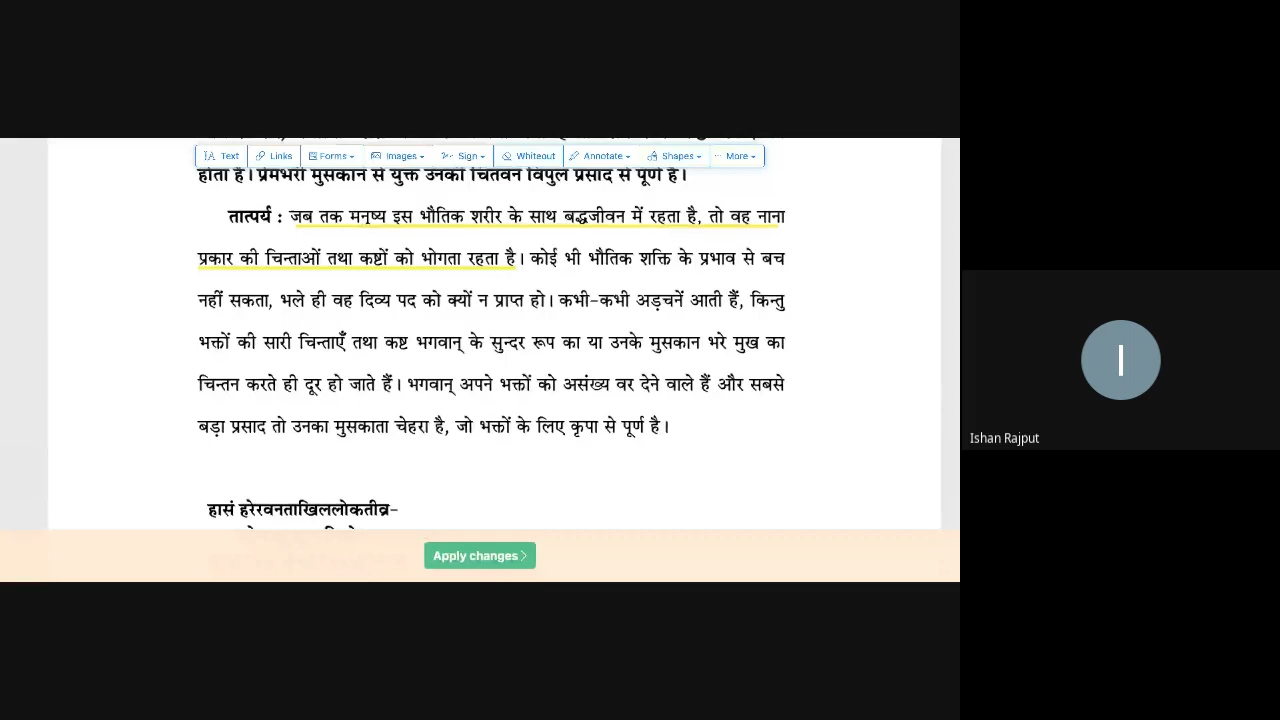 Text Links Forms Images Sign Whiteout Annotate Shapes More
होता है। प्रेमभरी मुसकान से युक्त उनकी चितवन विपुल प्रसाद से पूर्ण है।
तात्पर्य : जब तक मनुष्य इस भौतिक शरीर के साथ बद्धजीवन में रहता है, तो वह नाना
प्रकार की चिन्ताओं तथा कष्टों को भोगता रहता है। कोई भी भौतिक शक्ति के प्रभाव से बच
नहीं सकता, भले ही वह दिव्य पद को क्यों न प्राप्त हो। कभी-कभी अड़चनें आती हैं, किन्तु
भक्तों की सारी चिन्ताएँ तथा कष्ट भगवान् के सुन्दर रूप का या उनके मुसकान भरे मुख का
चिन्तन करते ही दूर हो जाते हैं। भगवान् अपने भक्तों को असंख्य वर देने वाले हैं और सबसे
बड़ा प्रसाद तो उनका मुसकाता चेहरा है, जो भक्तों के लिए कृपा से पूर्ण है।
हासं हरेरवनताखिललोकतीव्र-
Apply changes
I
Ishan Rajput